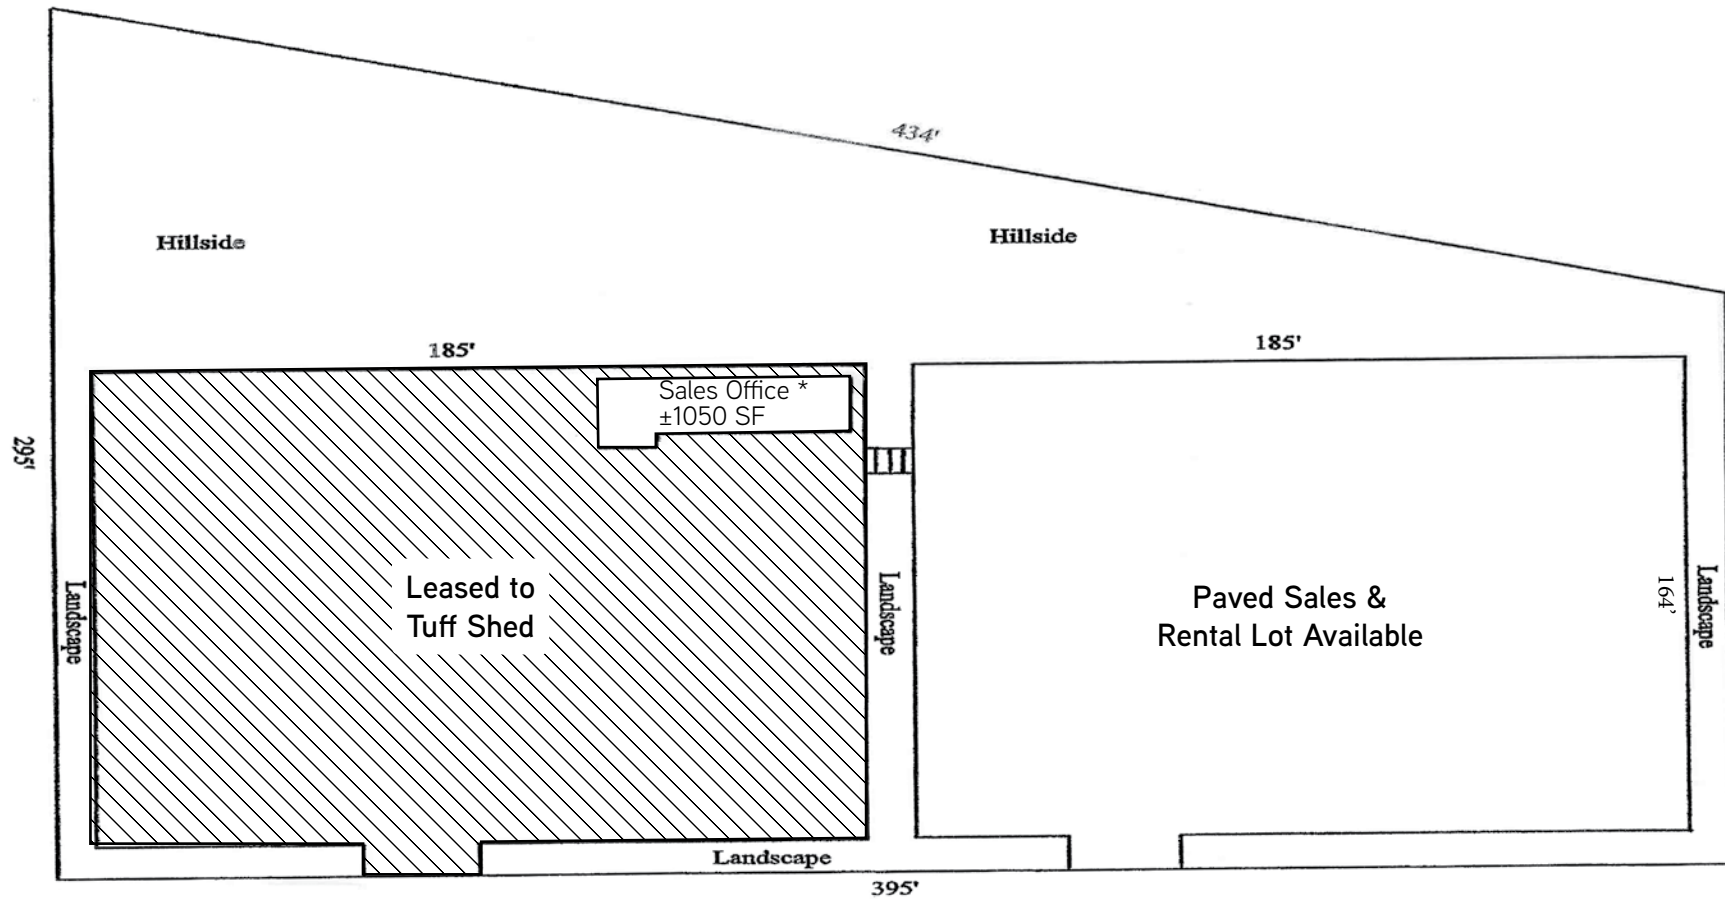 434'
Hillside
Hillside
185'
185'
Sales Office *
±1050 SF
295'
Leased to
Tuff Shed
Paved Sales &
Rental Lot Available
Landscape
Landscape
164'
Landscape
Landscape
395'